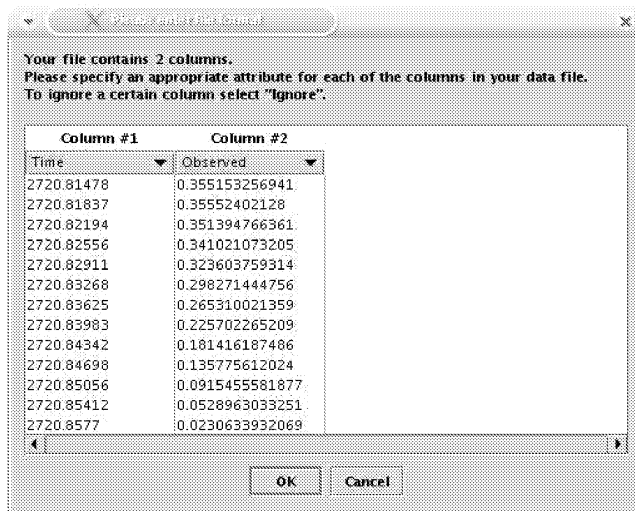 Please enter file format
Your file contains 2 columns.
Please specify an appropriate attribute for each of the columns in your data file.
To ignore a certain column select "Ignore".
Column #1 Column #2
Time Observed
2720.81478 0.355153256941
2720.81837 0.35552402128
2720.82194 0.351394766361
2720.82556 0.341021073205
2720.82911 0.323603759314
2720.83268 0.298271444756
2720.83625 0.265310021359
2720.83983 0.225702265209
2720.84342 0.181416187486
2720.84698 0.135775612024
2720.85056 0.0915455581877
2720.85412 0.0528963033251
2720.8577 0.0230633932069
OK Cancel